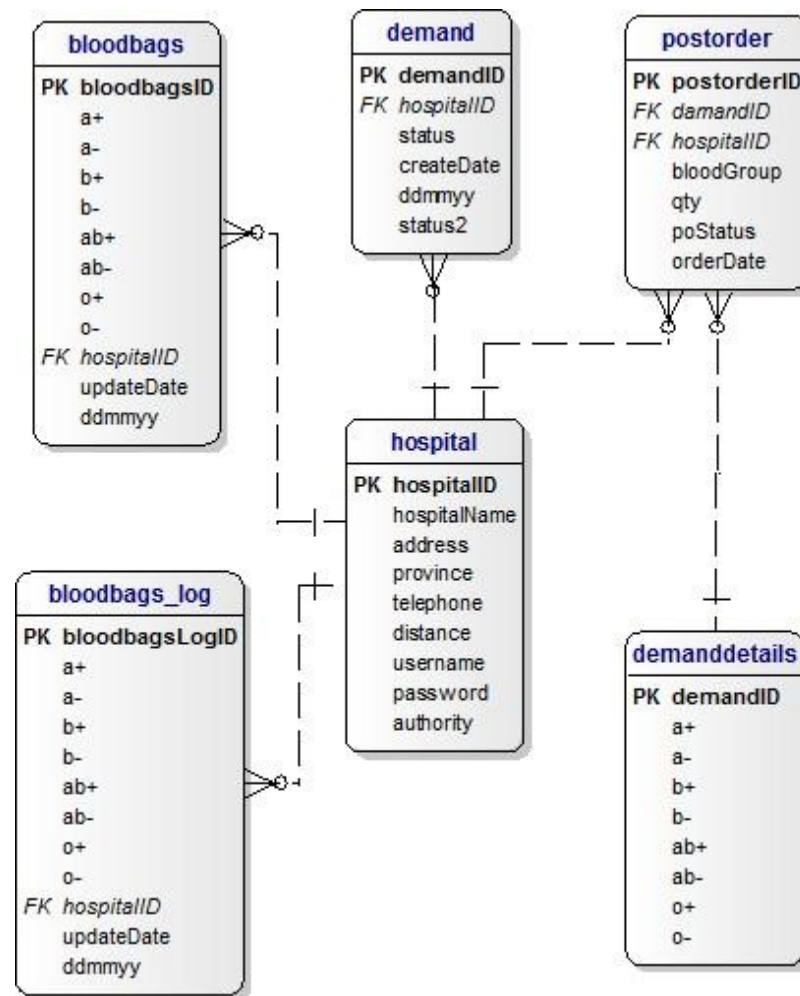 bloodbags
PK bloodbagsID
a+
a-
b+
b-
ab+
ab-
o+
o-
FK hospitalID
updateDate
ddmmyy
demand
PK demandID
FK hospitalID
status
createDate
ddmmyy
status2
postorder
PK postorderID
FK damandID
FK hospitalID
bloodGroup
qty
poStatus
orderDate
hospital
PK hospitalID
hospitalName
address
province
telephone
distance
username
password
authority
bloodbags_log
PK bloodbagsLogID
a+
a-
b+
b-
ab+
ab-
o+
o-
FK hospitalID
updateDate
ddmmyy
demanddetails
PK demandID
a+
a-
b+
b-
ab+
ab-
o+
o-